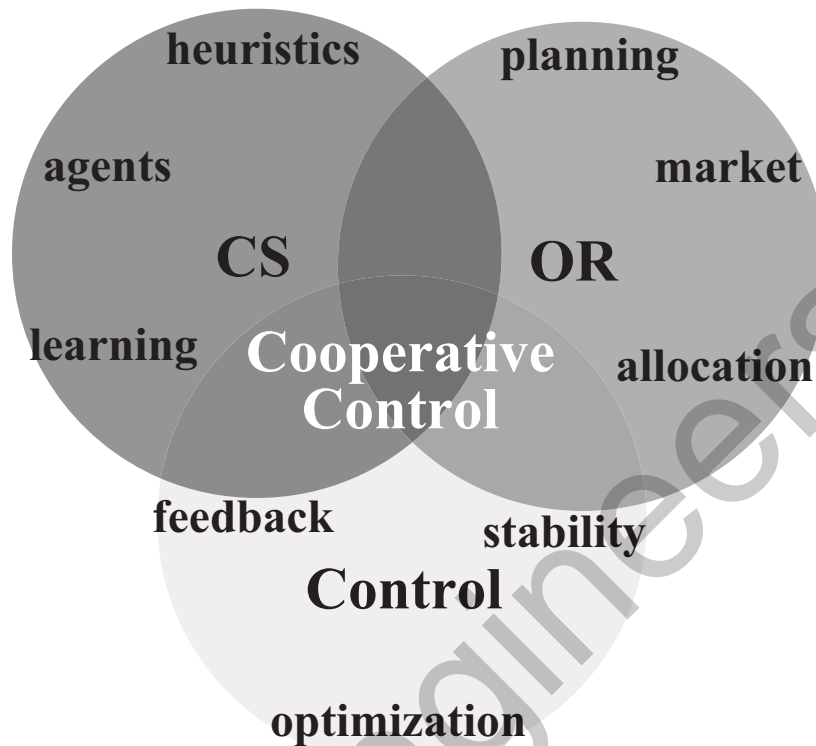 heuristics
planning
agents
market
CS
OR
learning
Cooperative
Control
allocation
feedback
stability
Control
optimization